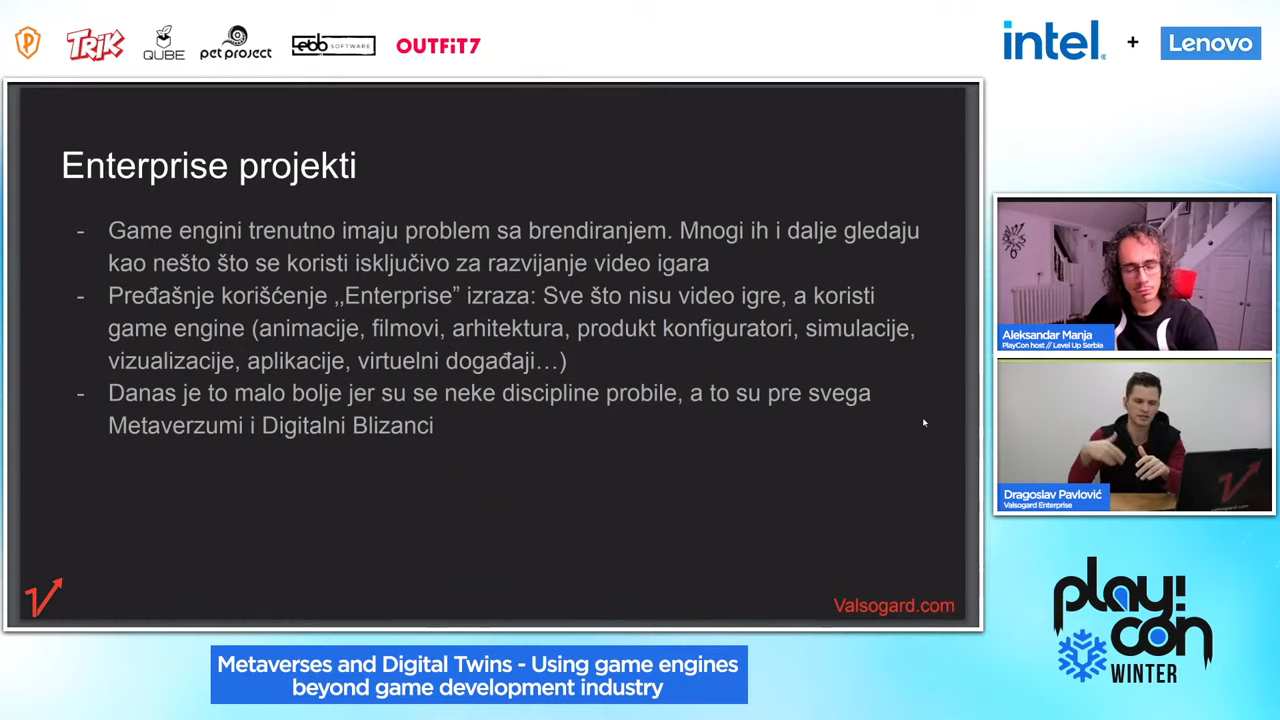 TRiK
QUBE
pet project
Lebb SOFTWARE
OUTFIT7
intel.
+
Lenovo
Enterprise projekti
- Game engini trenutno imaju problem sa brendiranjem. Mnogi ih i dalje gledaju
kao nešto što se koristi isključivo za razvijanje video igara
- Pređašnje korišćenje ,,Enterprise” izraza: Sve što nisu video igre, a koristi
game engine (animacije, filmovi, arhitektura, produkt konfiguratori, simulacije,
vizualizacije, aplikacije, virtuelni događaji…)
- Danas je to malo bolje jer su se neke discipline probile, a to su pre svega
Metaverzumi i Digitalni Blizanci
Valsogard.com
Aleksandar Manja
PlayCon host // Level Up Serbia
Dragoslav Pavlović
Valsogard Enterprise
play!
con
WINTER
Metaverses and Digital Twins - Using game engines
beyond game development industry